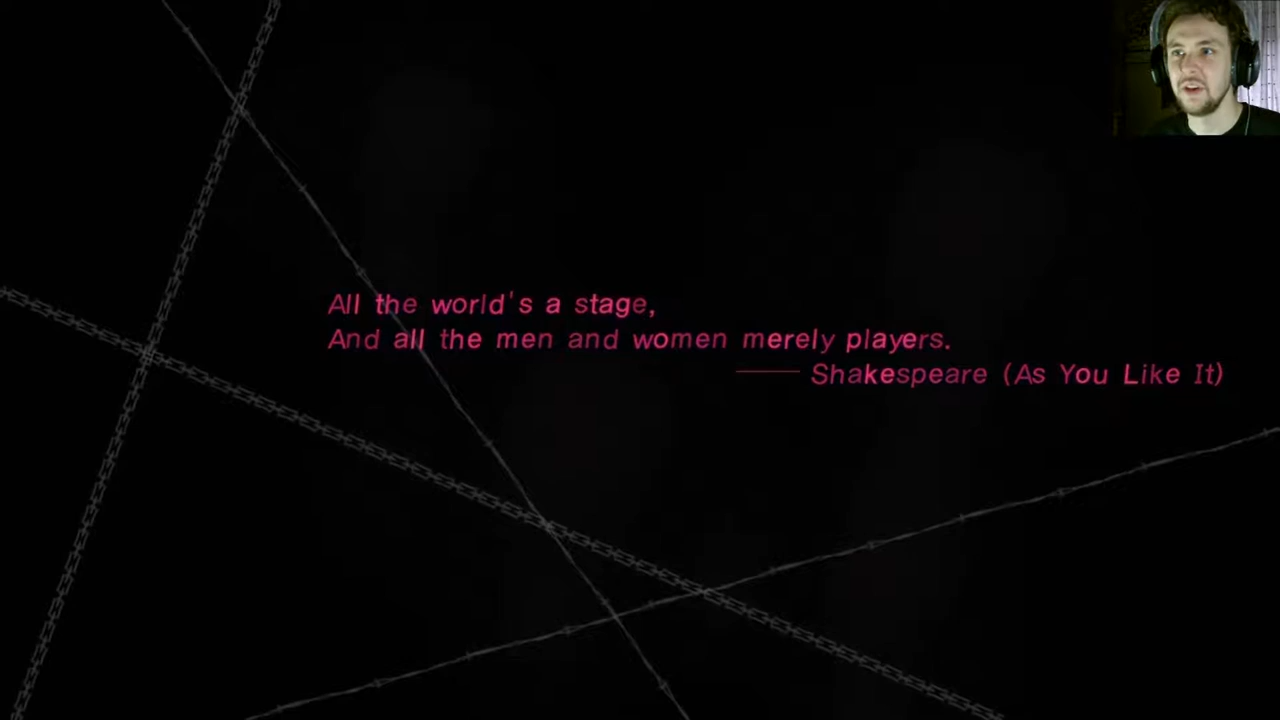 All the world's a stage,
And all the men and women merely players.
—— Shakespeare (As You Like It)